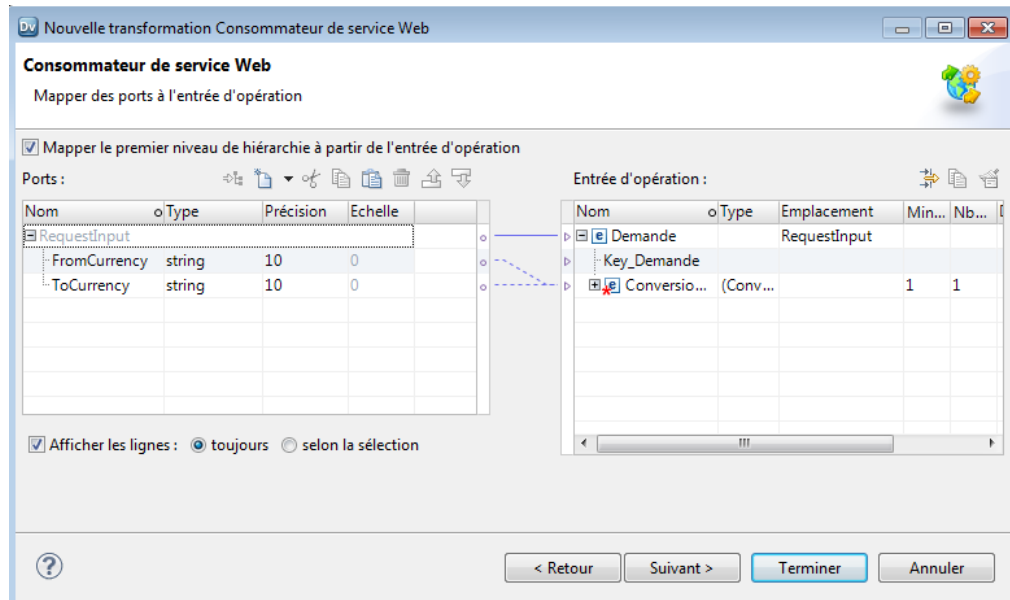 Dv Nouvelle transformation Consommateur de service Web
Consommateur de service Web
Mapper des ports à l'entrée d'opération
Mapper le premier niveau de hiérarchie à partir de l'entrée d'opération
Ports : Entrée d'opération :
Nom Type Précision Echelle Nom Type Emplacement Min... Nb...
RequestInput e Demande RequestInput
FromCurrency string 10 0 Key_Demande
ToCurrency string 10 0 e Conversio... (Conv... 1 1
Afficher les lignes : toujours selon la sélection
? < Retour Suivant > Terminer Annuler